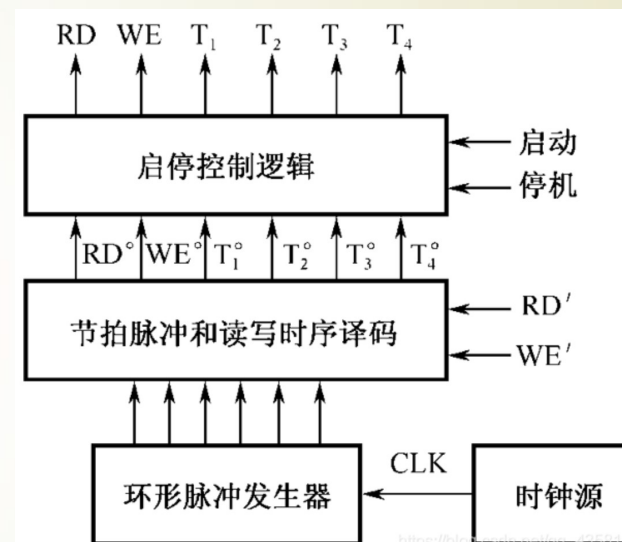 RD WE T₁ T₂ T₃ T₄
启停控制逻辑
启动
停机
RD° WE° T₁° T₂° T₃° T₄°
节拍脉冲和读写时序译码
RD′
WE′
环形脉冲发生器
CLK
时钟源